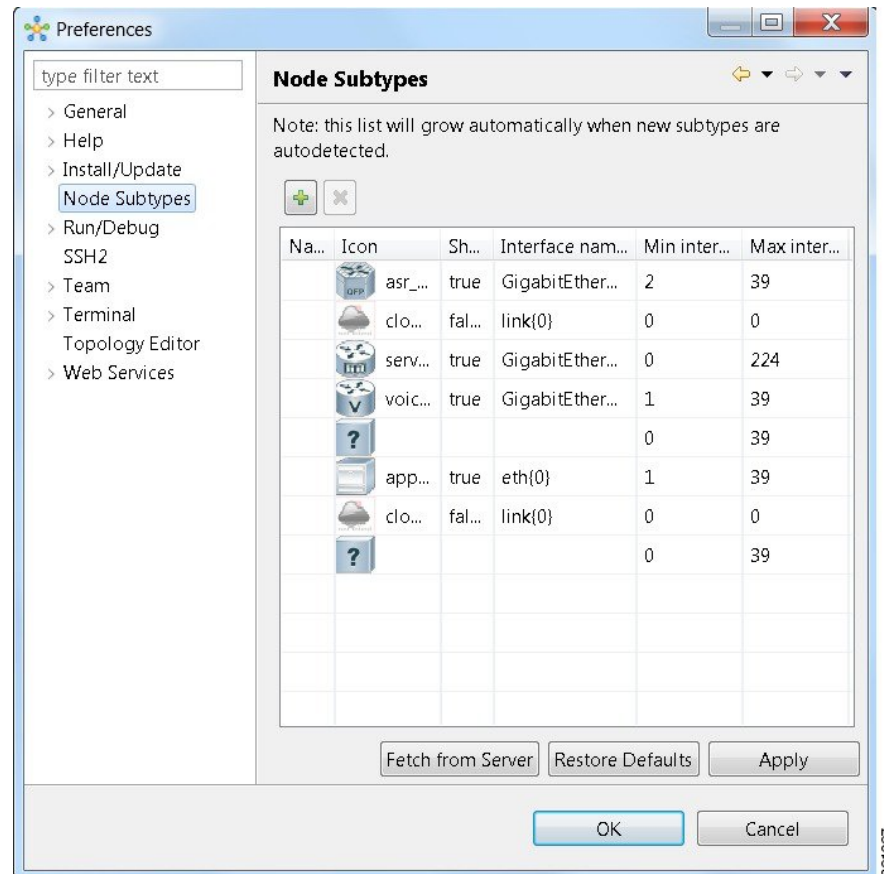 Preferences
type filter text
General
Help
Install/Update
Node Subtypes
Run/Debug
SSH2
Team
Terminal
Topology Editor
Web Services
Node Subtypes
Note: this list will grow automatically when new subtypes are
autodetected.
Na... Icon Sh... Interface nam... Min inter... Max inter...
QFP asr_... true GigabitEther... 2 39
clo... fal... link{0} 0 0
serv... true GigabitEther... 0 224
V voic... true GigabitEther... 1 39
? 0 39
app... true eth{0} 1 39
clo... fal... link{0} 0 0
? 0 39
Fetch from Server Restore Defaults Apply
OK Cancel